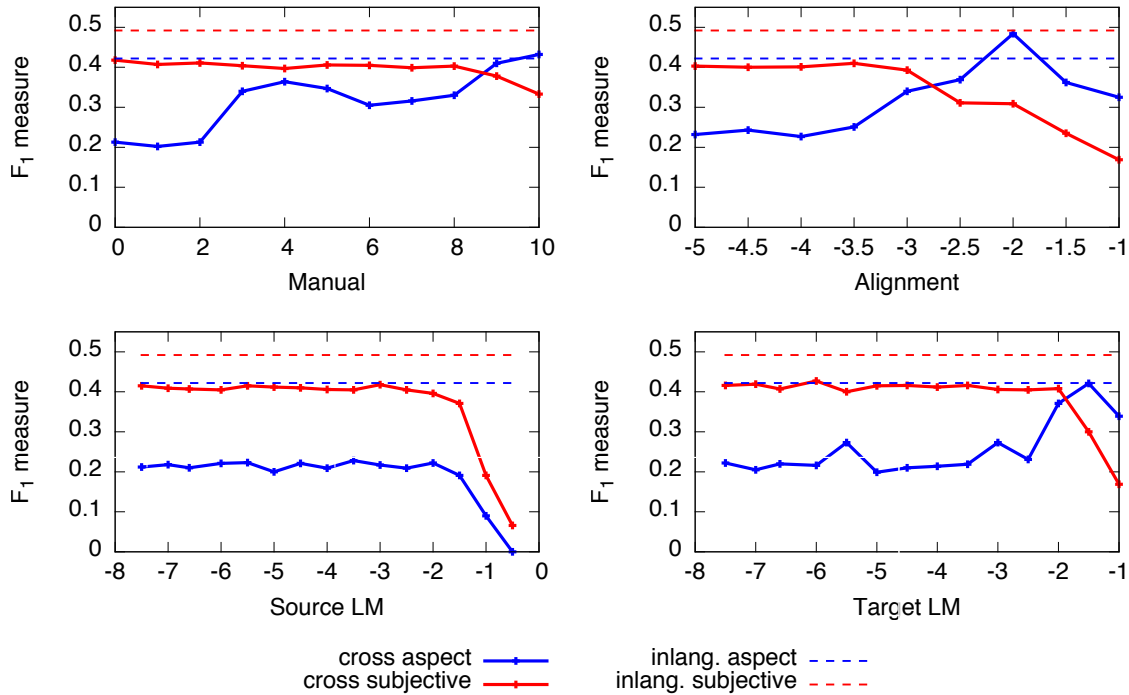 0.5
0.4
0.3
0.2
0.1
0
F1 measure
0 2 4 6 8 10
Manual
0.5
0.4
0.3
0.2
0.1
0
F1 measure
-5 -4.5 -4 -3.5 -3 -2.5 -2 -1.5 -1
Alignment
0.5
0.4
0.3
0.2
0.1
0
F1 measure
-8 -7 -6 -5 -4 -3 -2 -1 0
Source LM
0.5
0.4
0.3
0.2
0.1
0
F1 measure
-8 -7 -6 -5 -4 -3 -2 -1
Target LM
cross aspect inlang. aspect
cross subjective inlang. subjective